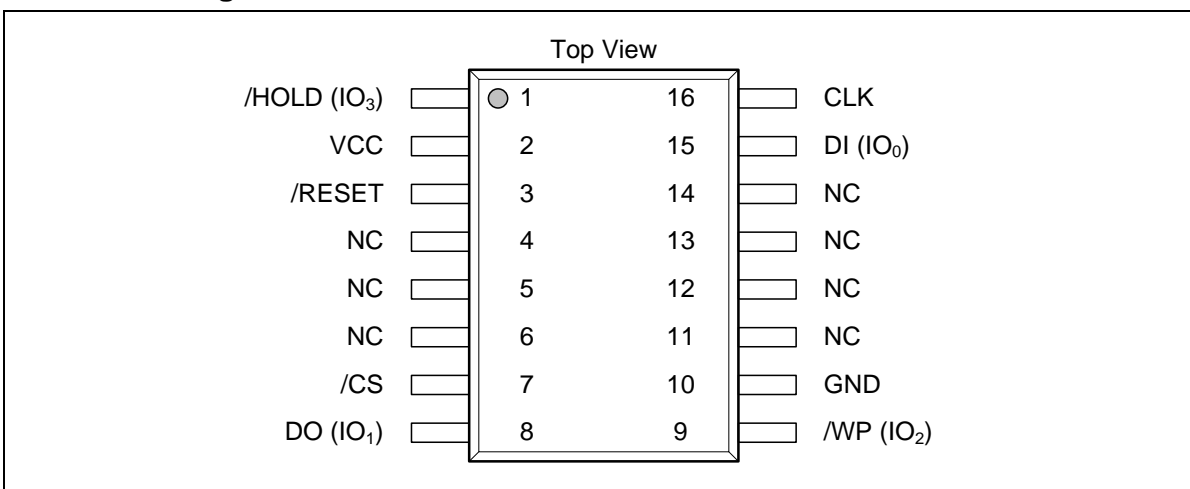 Top View
/HOLD (IO₃) 1 16 CLK
VCC 2 15 DI (IO₀)
/RESET 3 14 NC
NC 4 13 NC
NC 5 12 NC
NC 6 11 NC
/CS 7 10 GND
DO (IO₁) 8 9 /WP (IO₂)